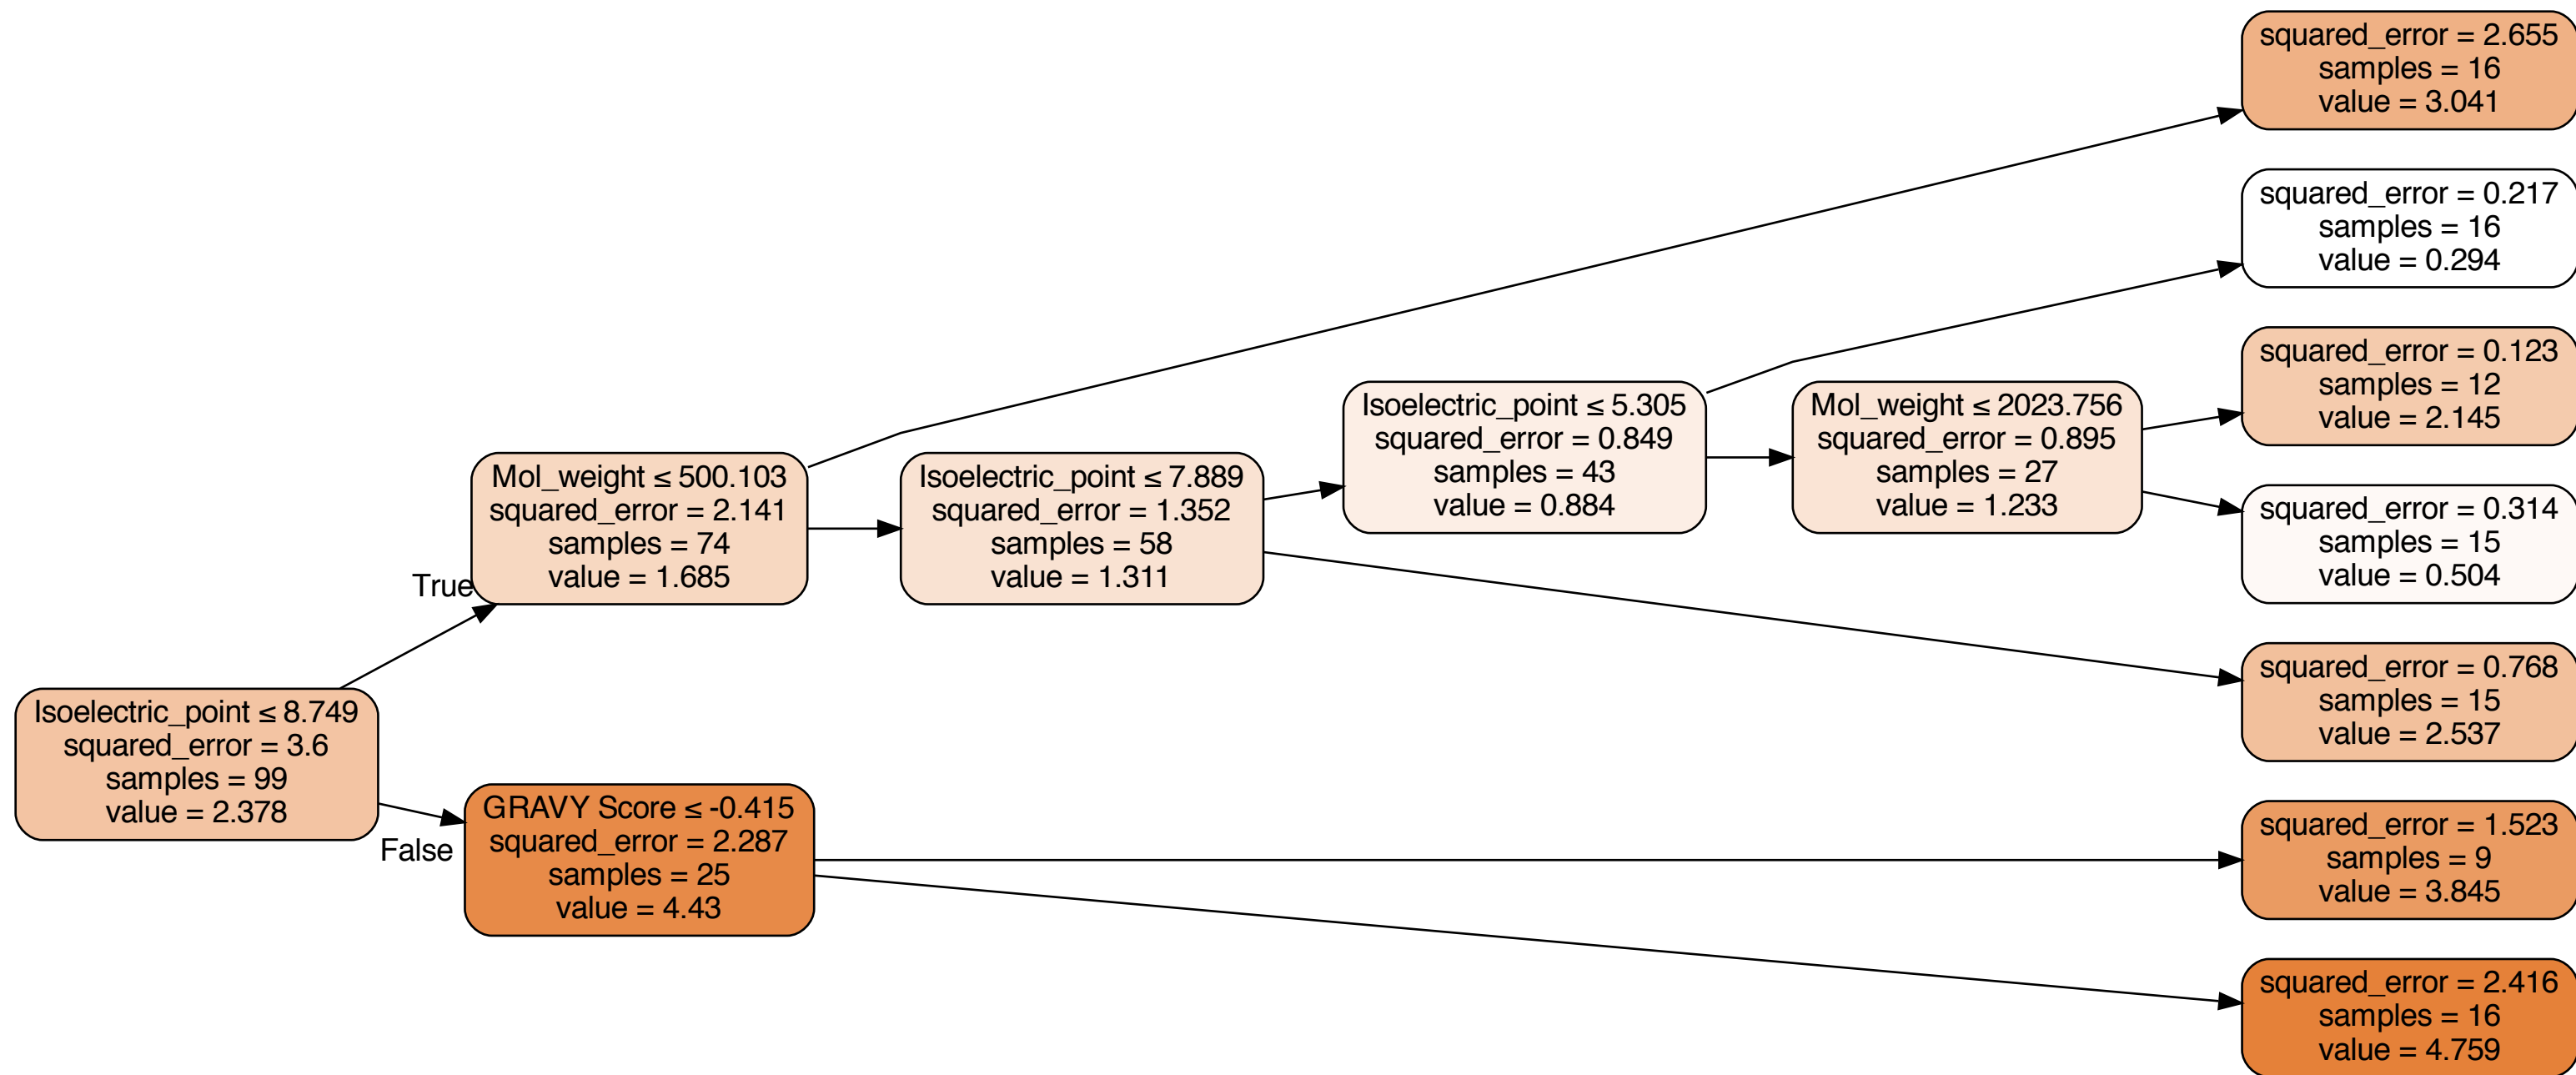 squared_error = 2.655
samples = 16
value = 3.041
squared_error = 0.217
samples = 16
value = 0.294
squared_error = 0.123
samples = 12
value = 2.145
Isoelectric_point ≤ 5.305
squared_error = 0.849
samples = 43
value = 0.884
Mol_weight ≤ 2023.756
squared_error = 0.895
samples = 27
value = 1.233
Mol_weight ≤ 500.103
squared_error = 2.141
samples = 74
value = 1.685
Isoelectric_point ≤ 7.889
squared_error = 1.352
samples = 58
value = 1.311
squared_error = 0.314
samples = 15
value = 0.504
True
squared_error = 0.768
samples = 15
value = 2.537
Isoelectric_point ≤ 8.749
squared_error = 3.6
samples = 99
value = 2.378
False
GRAVY Score ≤ -0.415
squared_error = 2.287
samples = 25
value = 4.43
squared_error = 1.523
samples = 9
value = 3.845
squared_error = 2.416
samples = 16
value = 4.759